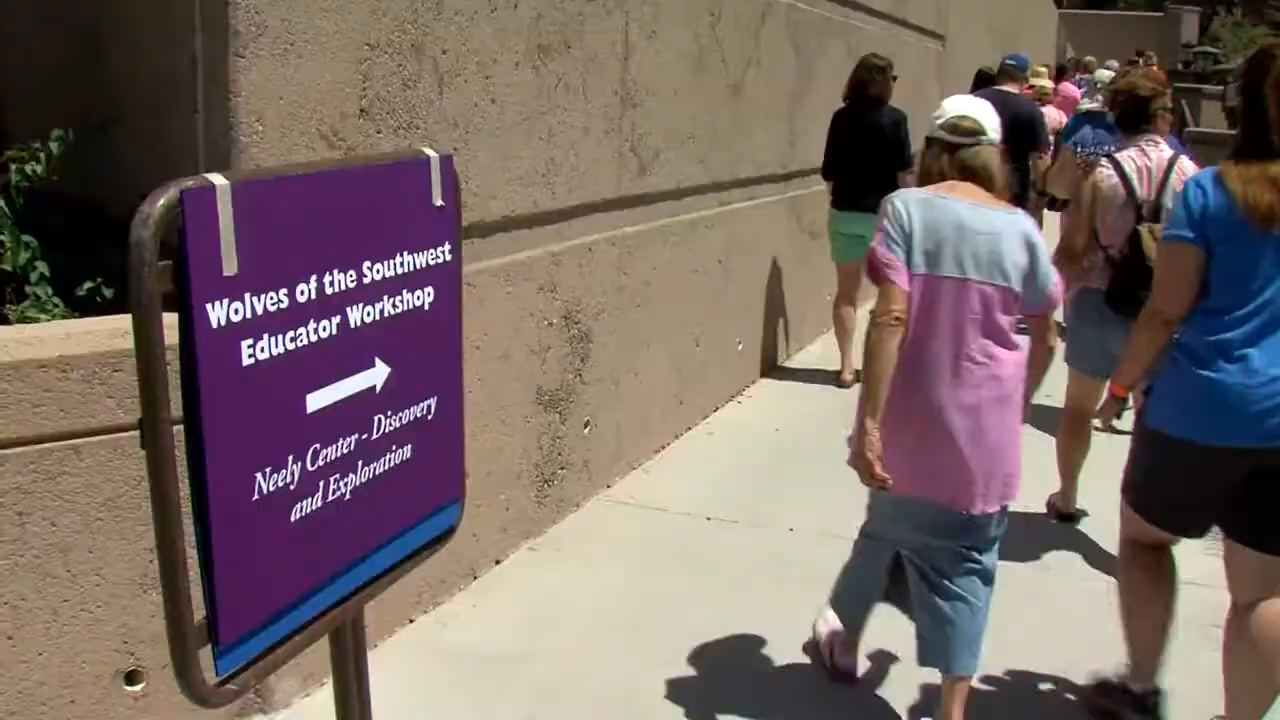 Wolves of the Southwest
Educator Workshop
Neely Center - Discovery
and Exploration